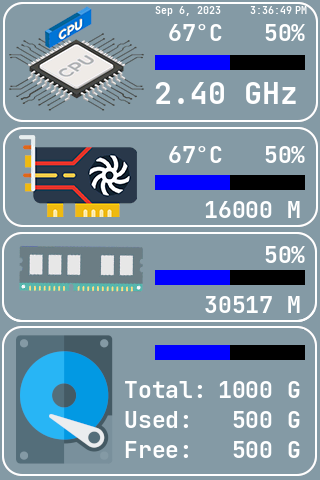 Sep 6, 2023 3:36:49 PM
CPU
67°C 50%
CPU
2.40 GHz
67°C 50%
16000 M
50%
30517 M
Total: 1000 G
Used: 500 G
Free: 500 G